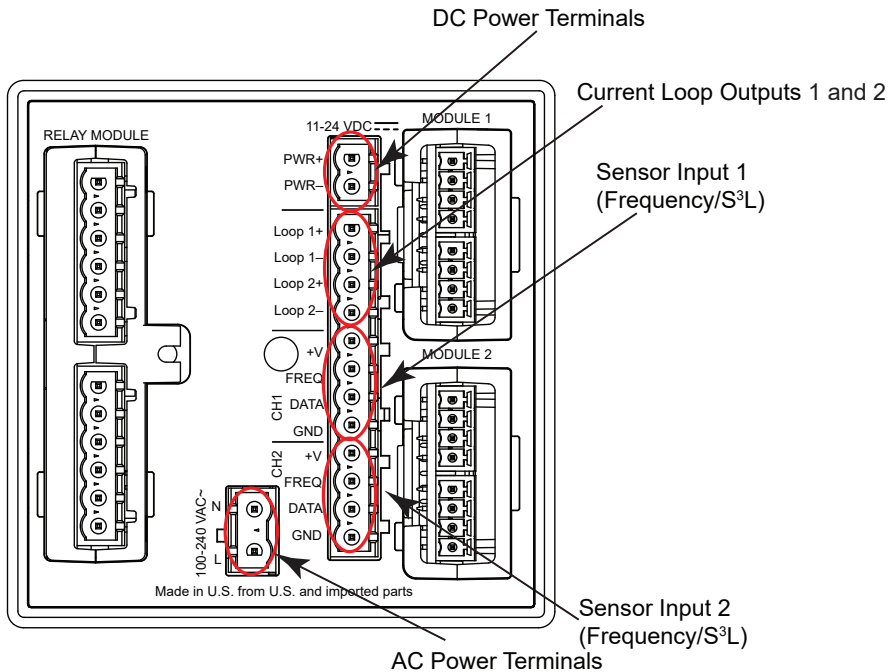 DC Power Terminals
Current Loop Outputs 1 and 2
Sensor Input 1
(Frequency/S³L)
RELAY MODULE
11-24 VDC
MODULE 1
PWR+
PWR–
Loop 1+
Loop 1–
Loop 2+
Loop 2–
MODULE 2
CH1
+V
FREQ
DATA
GND
CH2
+V
FREQ
DATA
GND
100-240 VAC~
N
L
Made in U.S. from U.S. and imported parts
Sensor Input 2
(Frequency/S³L)
AC Power Terminals